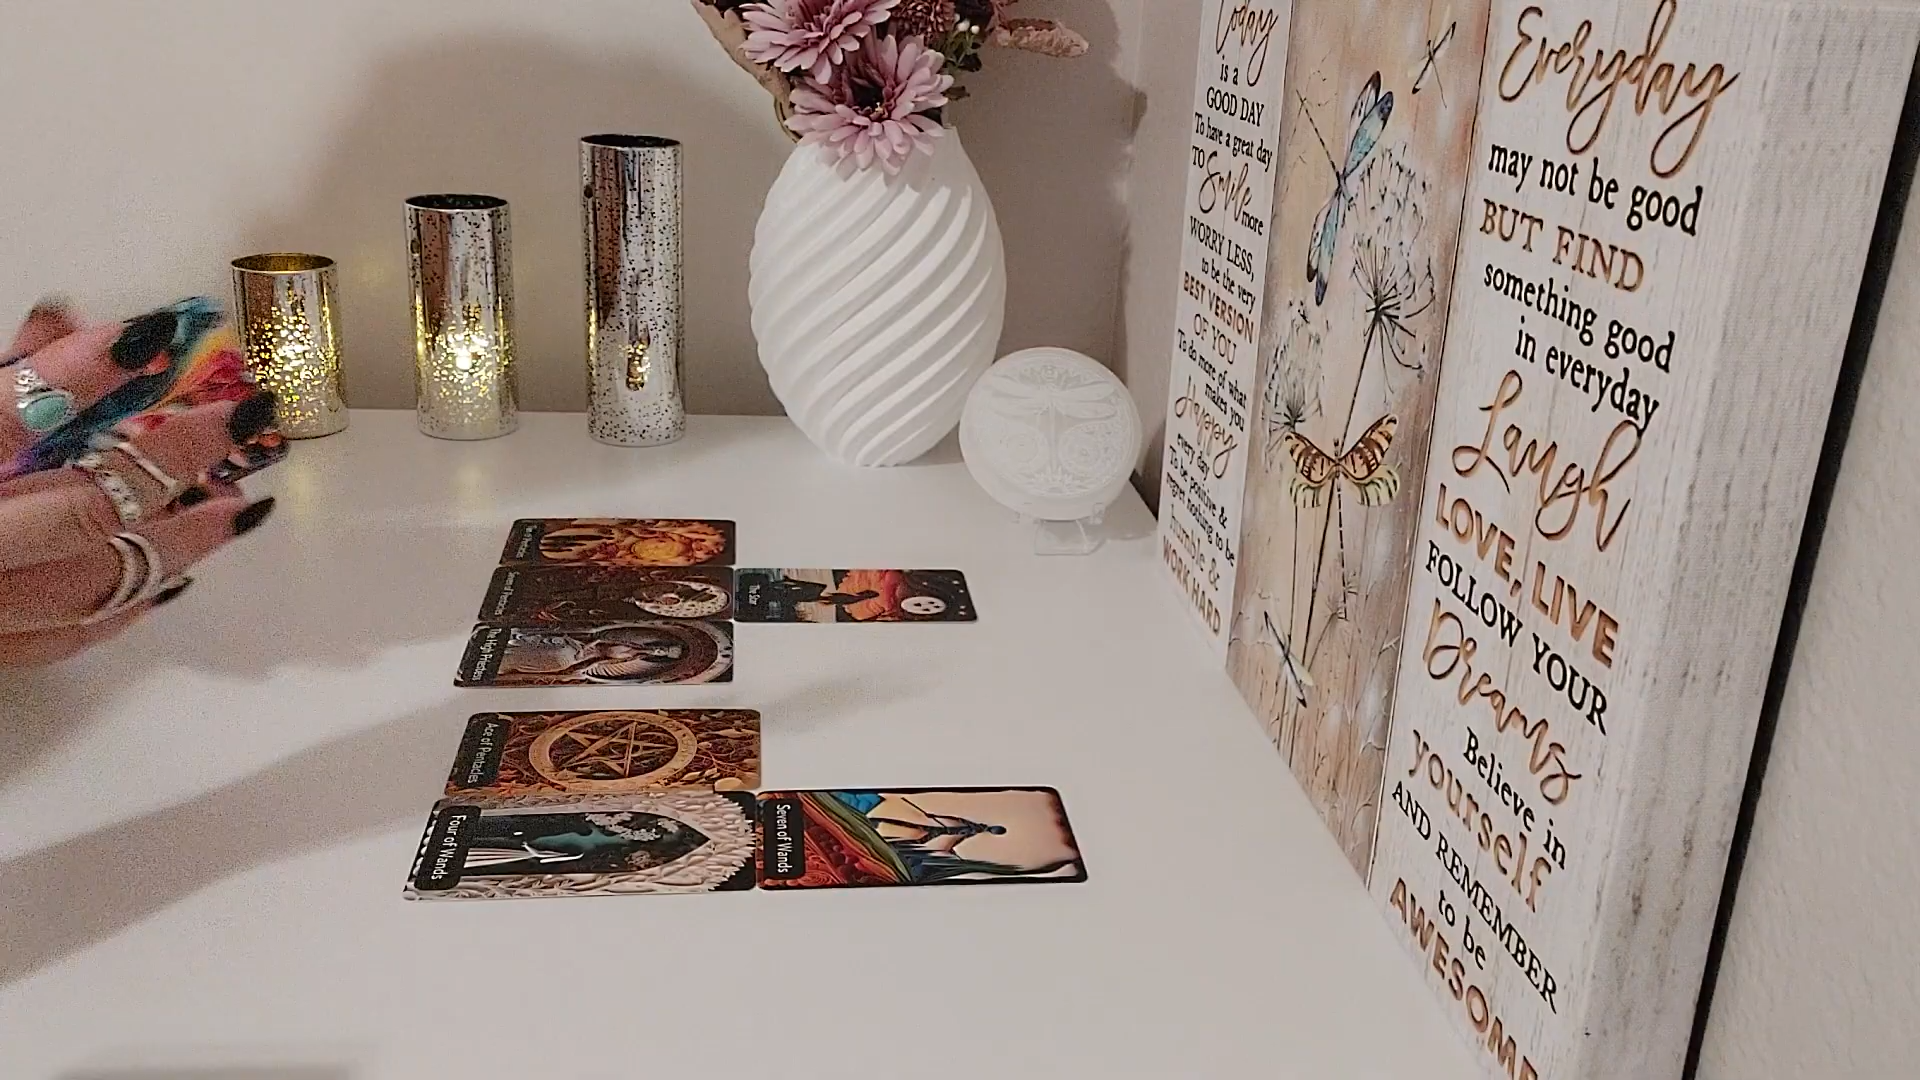 Today
is a
GOOD DAY
To have a great day
TO Smile more
WORRY LESS,
to be the very
BEST VERSION
OF YOU
To do more of what
makes you
Happy
every day
To be positive &
regret nothing to be
humble &
WORK HARD
Everyday
may not be good
BUT FIND
something good
in everyday
Laugh
LOVE, LIVE
FOLLOW YOUR
Dreams
Believe in
yourself
AND REMEMBER
to be
AWESOME
of Pentacles
The Star
The High Priestess
Ace of Pentacles
Four of Wands
Seven of Wands